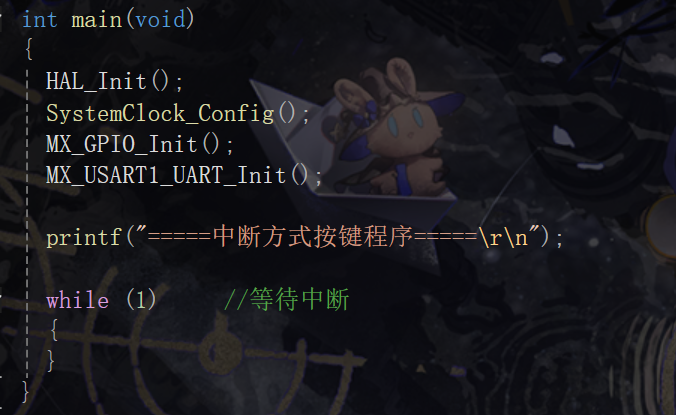 int main(void)
{
HAL_Init();
SystemClock_Config();
MX_GPIO_Init();
MX_USART1_UART_Init();
printf("=====中断方式按键程序=====\r\n");
while (1) //等待中断
{
}
}